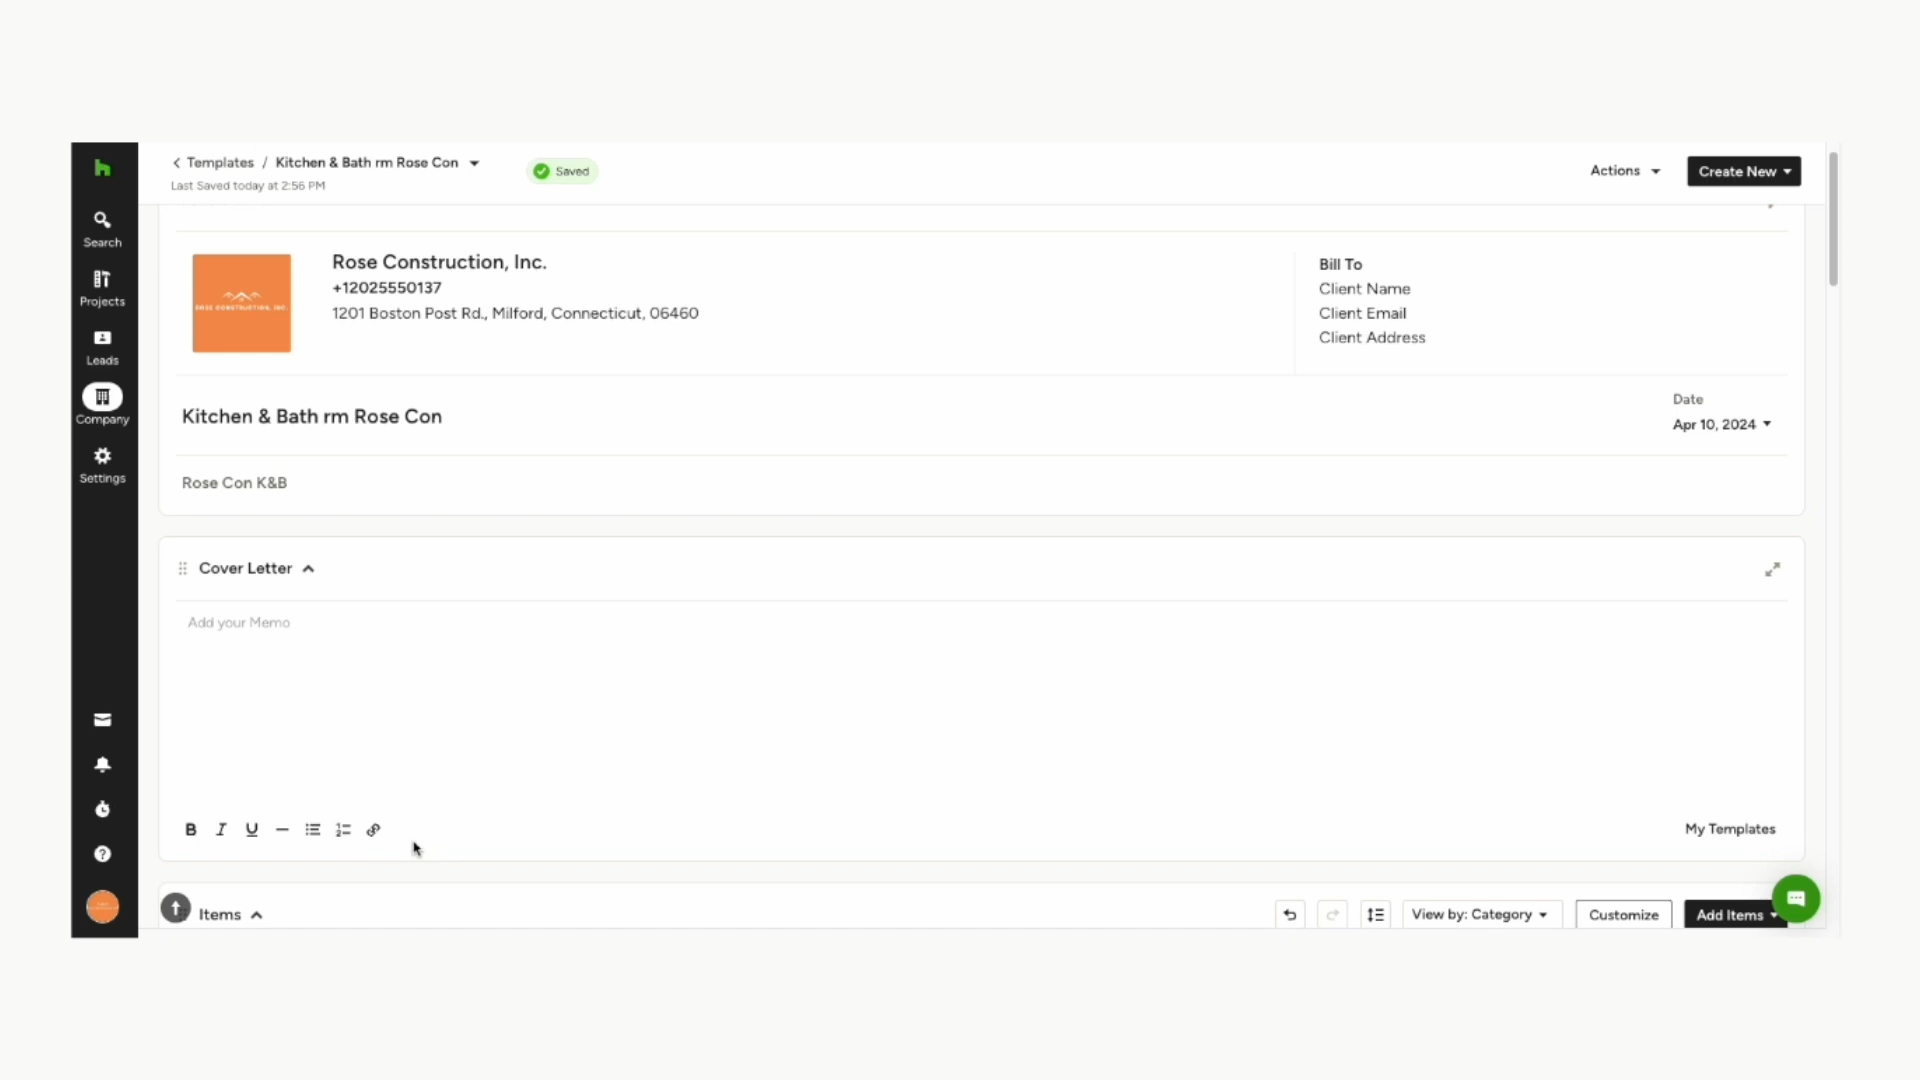 Templates / Kitchen & Bath rm Rose Con
Saved
Last Saved today at 2:56 PM
Actions
Create New
Search
Projects
Leads
Company
Settings
ROSE CONSTRUCTION, INC.
Rose Construction, Inc.
+12025550137
1201 Boston Post Rd., Milford, Connecticut, 06460
Bill To
Client Name
Client Email
Client Address
Kitchen & Bath rm Rose Con
Date
Apr 10, 2024
Rose Con K&B
Cover Letter
Add your Memo
B I U
My Templates
Items
View by: Category
Customize
Add Items